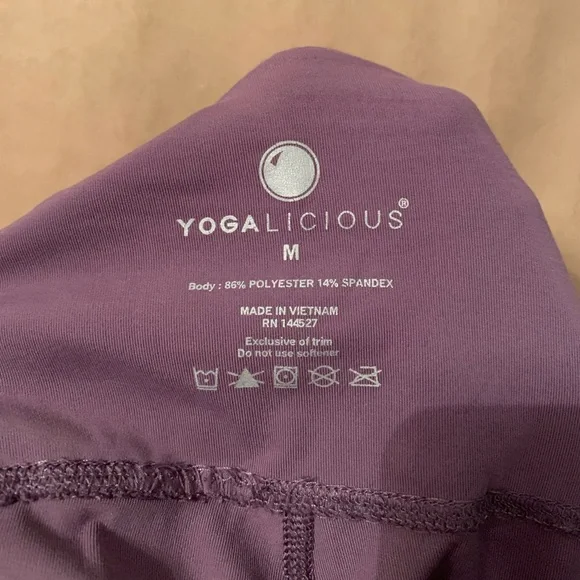 YOGALICIOUS®
M
Body : 86% POLYESTER 14% SPANDEX
MADE IN VIETNAM
RN 144527
Exclusive of trim
Do not use softener